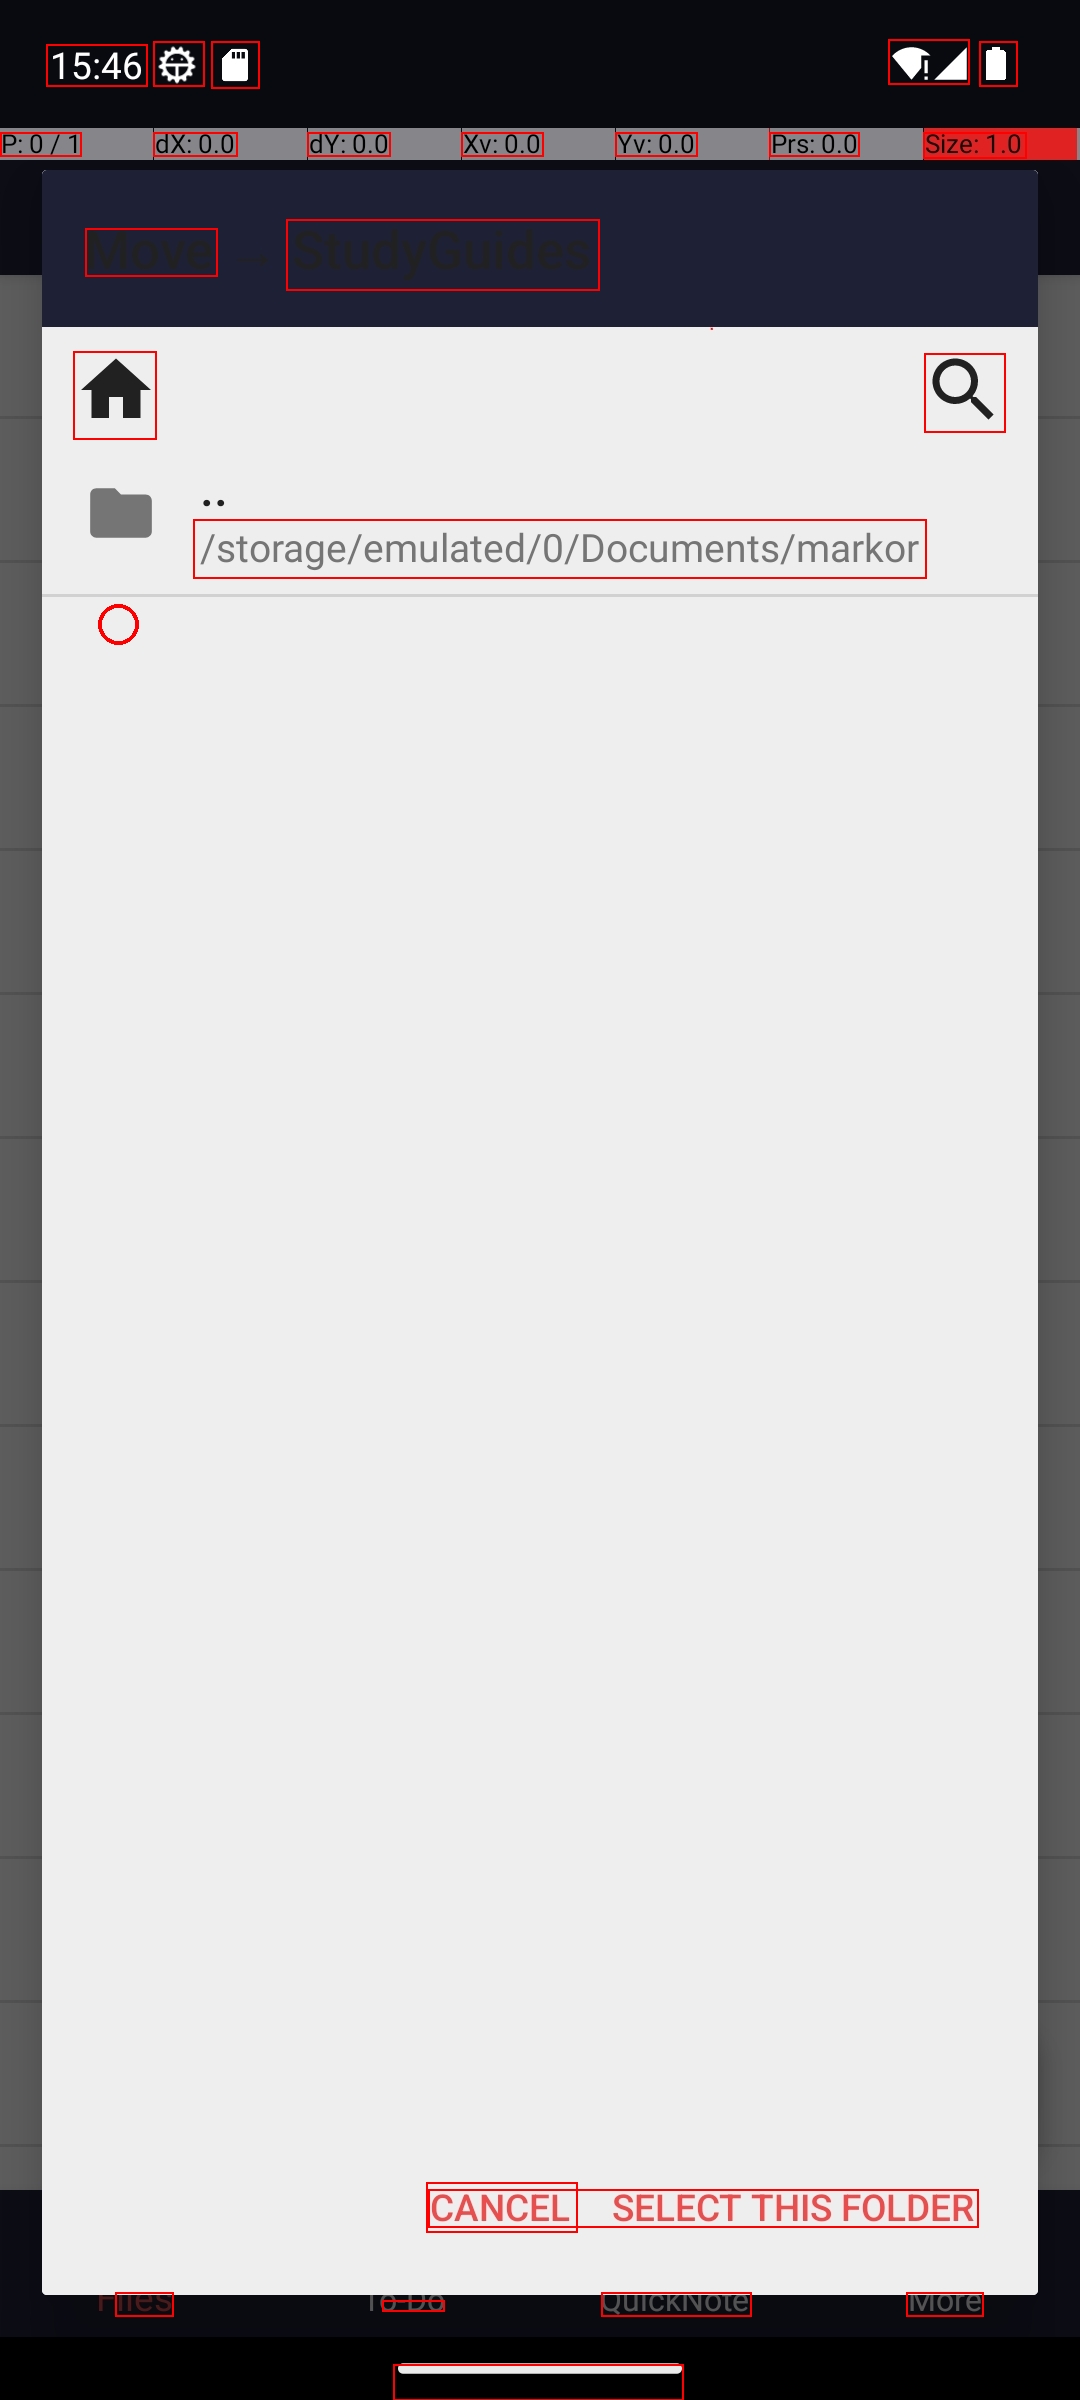 15:46
P: 0 / 1 dX: 0.0 dY: 0.0 Xv: 0.0 Yv: 0.0 Prs: 0.0 Size: 1.0
Move → StudyGuides
..
/storage/emulated/0/Documents/markor
CANCEL SELECT THIS FOLDER
Files To-Do QuickNote More